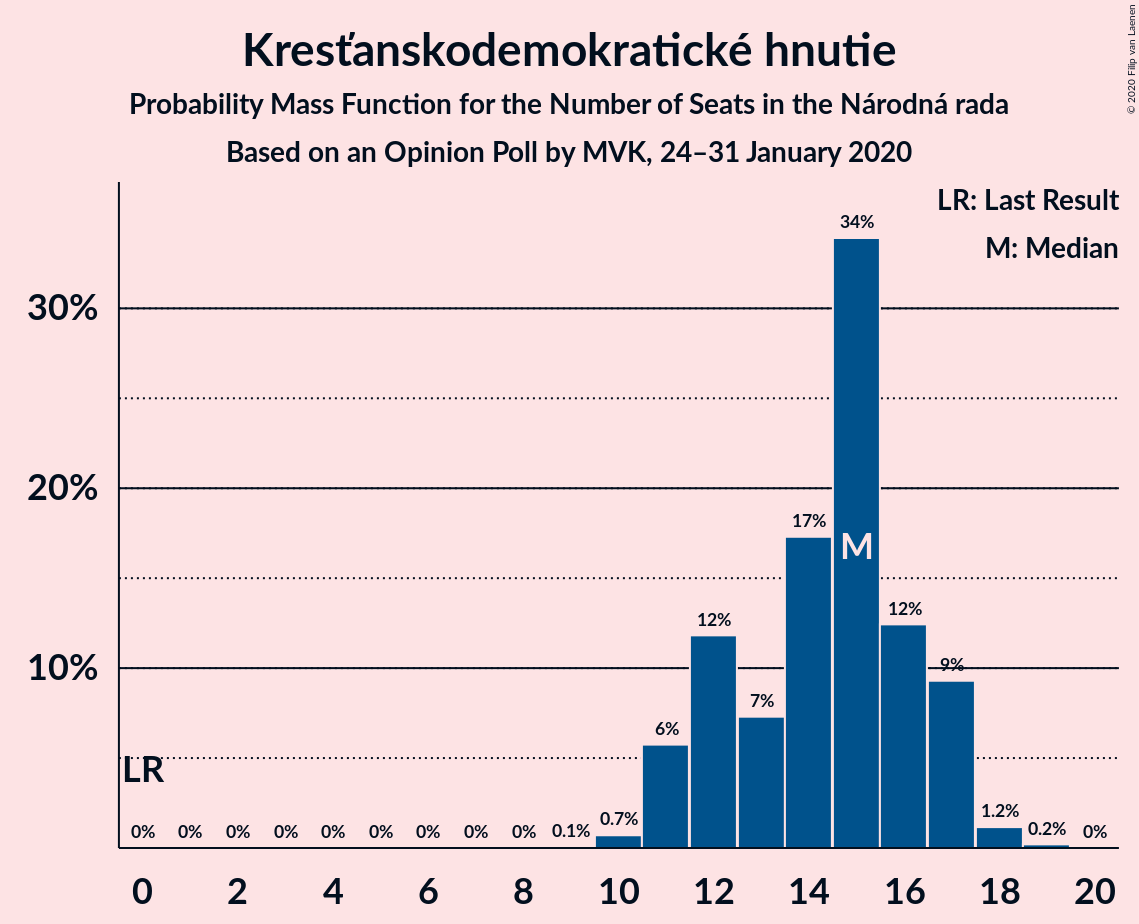 © 2020 Filip van Laenen
Kresťanskodemokratické hnutie
Probability Mass Function for the Number of Seats in the Národná rada
Based on an Opinion Poll by MVK, 24–31 January 2020
LR: Last Result
M: Median
30%
20%
10%
LR
M
0% 0% 0% 0% 0% 0% 0% 0% 0% 0.1% 0.7% 6% 12% 7% 17% 34% 12% 9% 1.2% 0.2% 0%
0 2 4 6 8 10 12 14 16 18 20